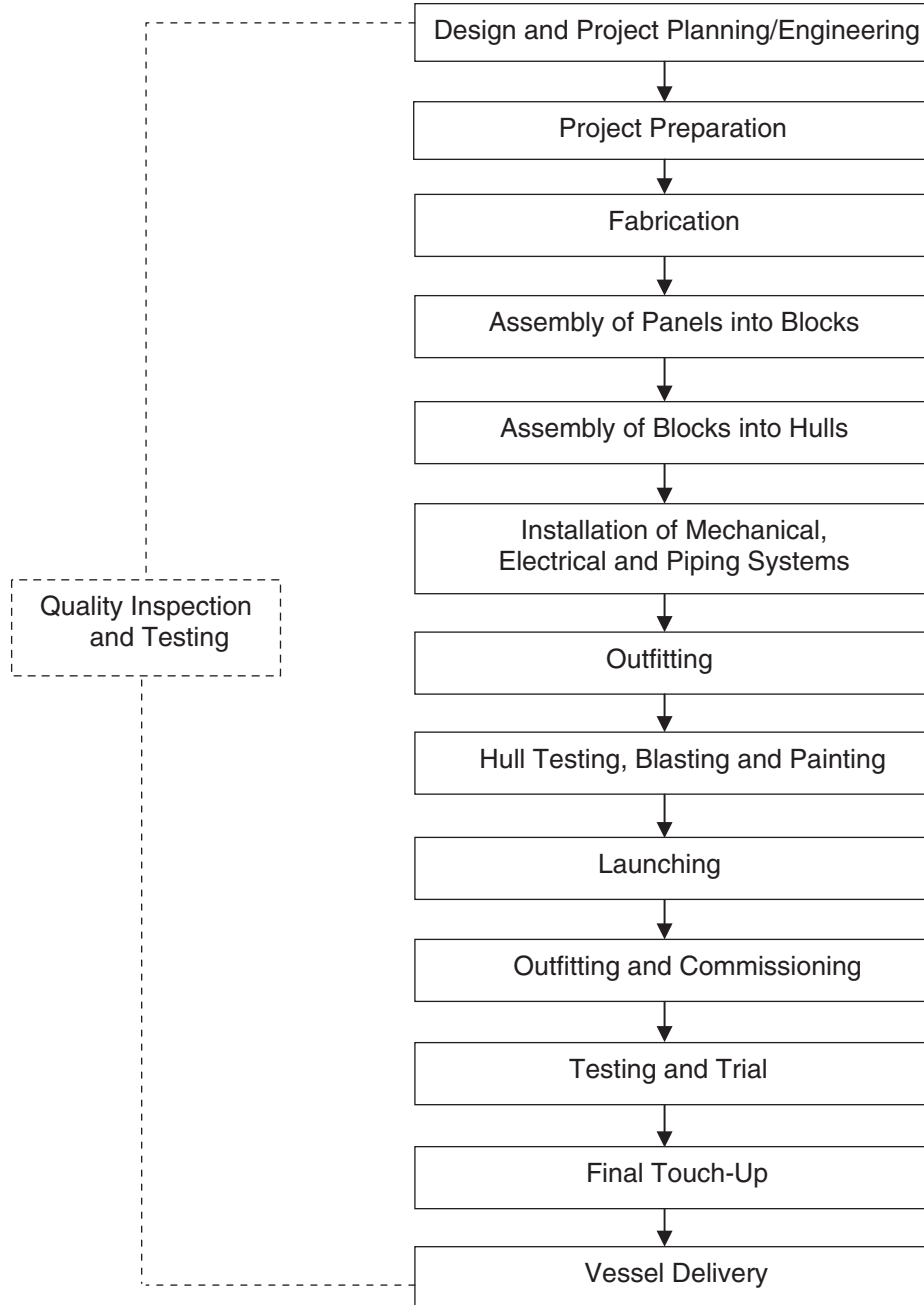 Design and Project Planning/Engineering
Project Preparation
Fabrication
Assembly of Panels into Blocks
Assembly of Blocks into Hulls
Installation of Mechanical,
Electrical and Piping Systems
Quality Inspection
and Testing
Outfitting
Hull Testing, Blasting and Painting
Launching
Outfitting and Commissioning
Testing and Trial
Final Touch-Up
Vessel Delivery